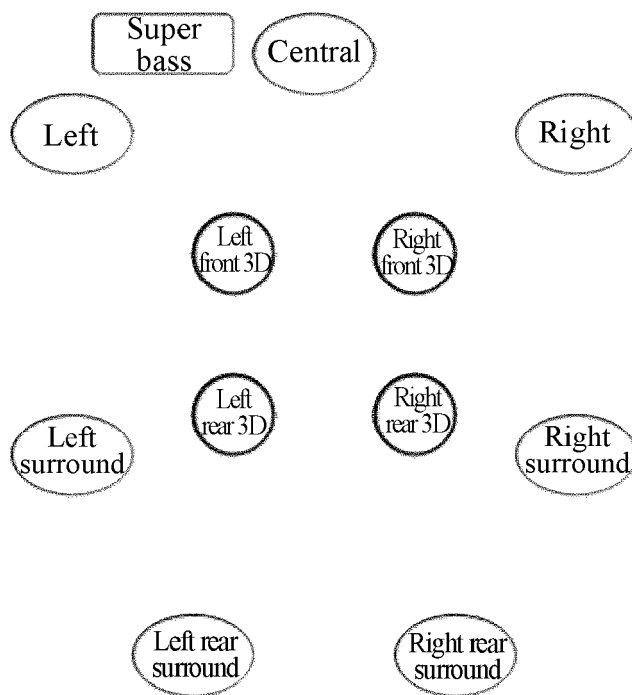 Super
bass
Central
Left
Right
Left
front 3D
Right
front 3D
Left
rear 3D
Right
rear 3D
Left
surround
Right
surround
Left rear
surround
Right rear
surround